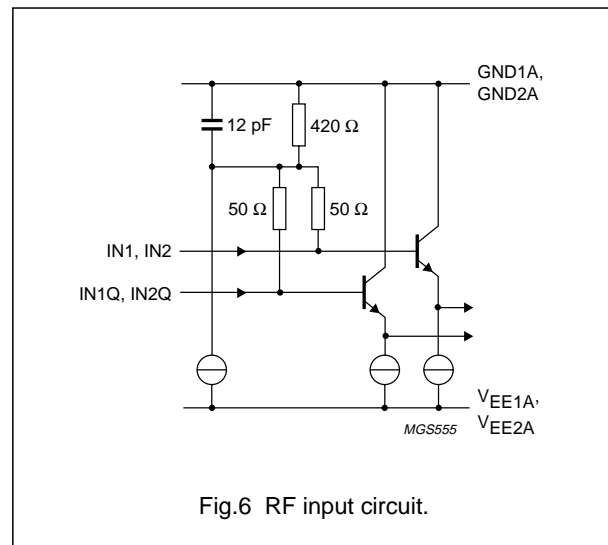 GND1A,
GND2A
12 pF
420 Ω
50 Ω
50 Ω
IN1, IN2
IN1Q, IN2Q
VEE1A,
VEE2A
MGS555
Fig.6 RF input circuit.